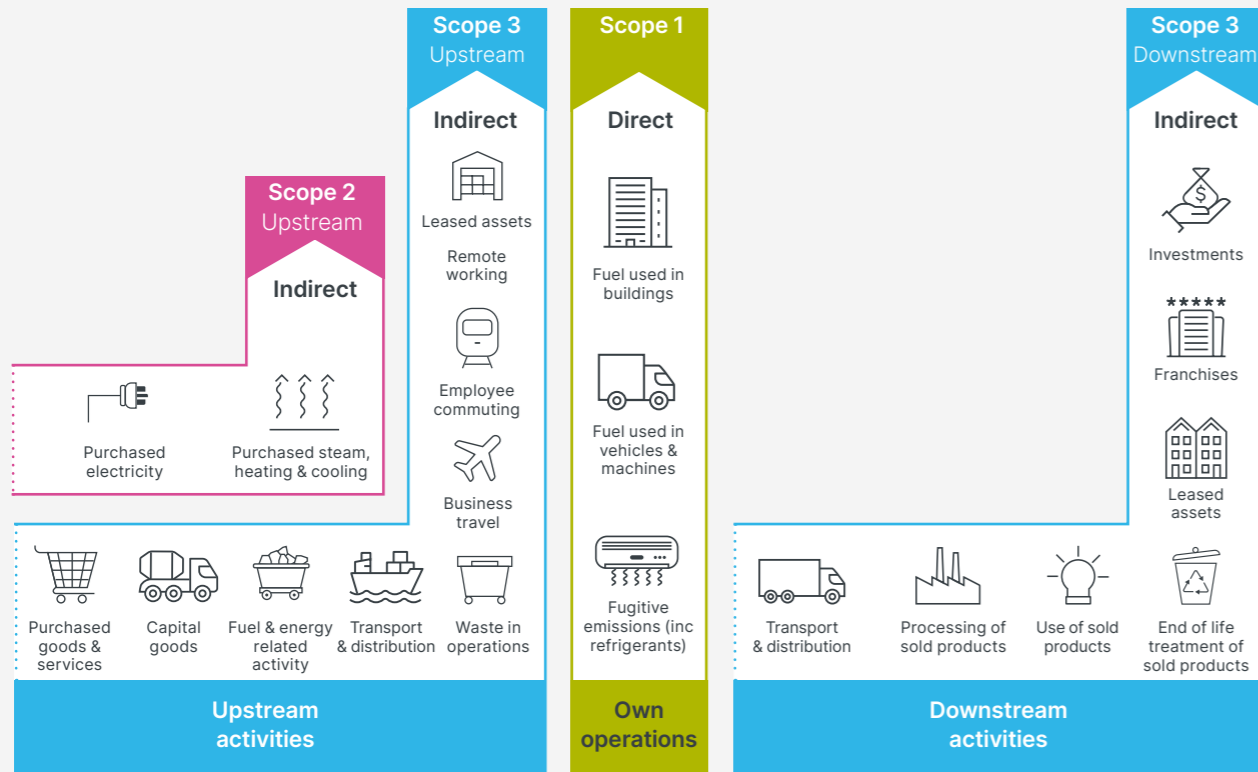 Scope 3
Upstream
Indirect
Leased assets
Remote
working
Employee
commuting
Business
travel
Scope 2
Upstream
Indirect
Purchased
electricity
Purchased steam,
heating & cooling
Purchased
goods &
services
Capital
goods
Fuel & energy
related
activity
Transport
& distribution
Waste in
operations
Upstream
activities
Scope 1
Direct
Fuel used in
buildings
Fuel used in
vehicles &
machines
Fugitive
emissions (inc
refrigerants)
Own
operations
Scope 3
Downstream
Indirect
$
Investments
*****
Franchises
Leased
assets
Transport
& distribution
Processing of
sold products
Use of sold
products
End of life
treatment of
sold products
Downstream
activities